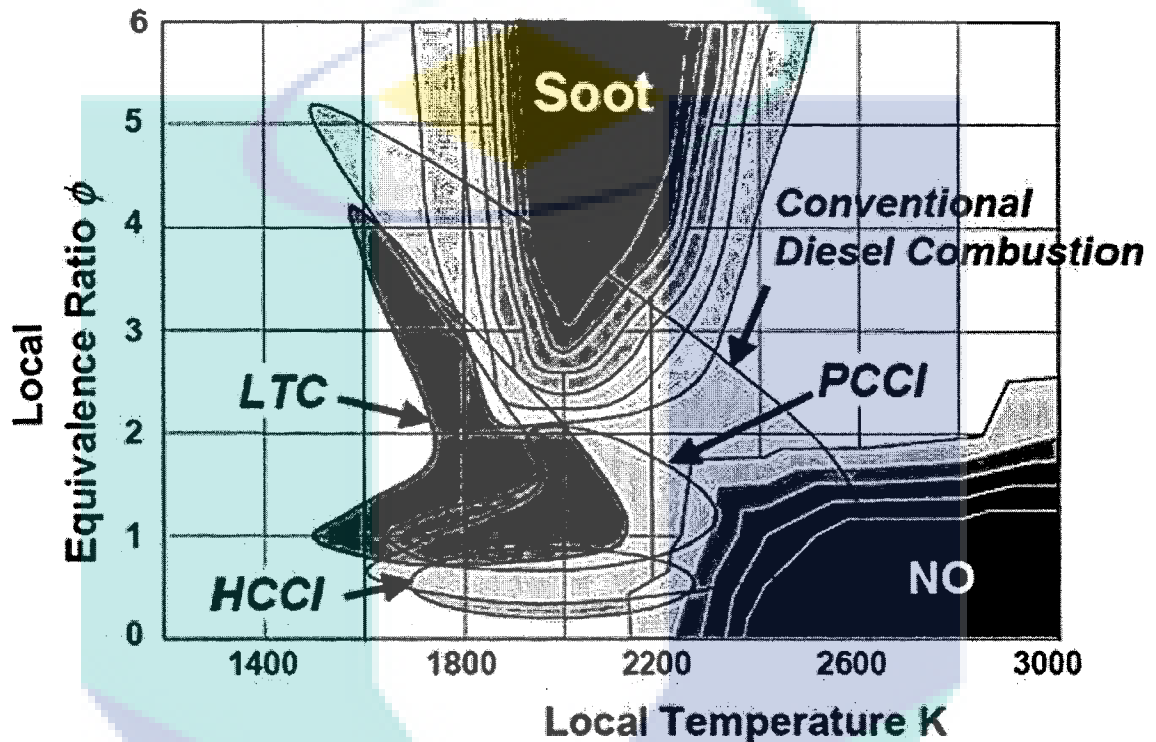 6
Soot
5
Conventional
Diesel Combustion
4
3
LTC
PCCI
2
1
HCCI
NO
0
1400 1800 2200 2600 3000
Local Temperature K
Local
Equivalence Ratio ϕ